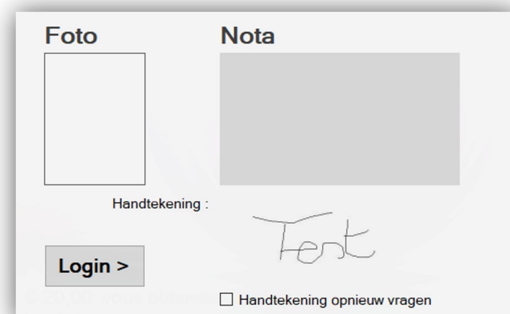 Foto
Nota
Handtekening :
Test
Login >
Handtekening opnieuw vragen